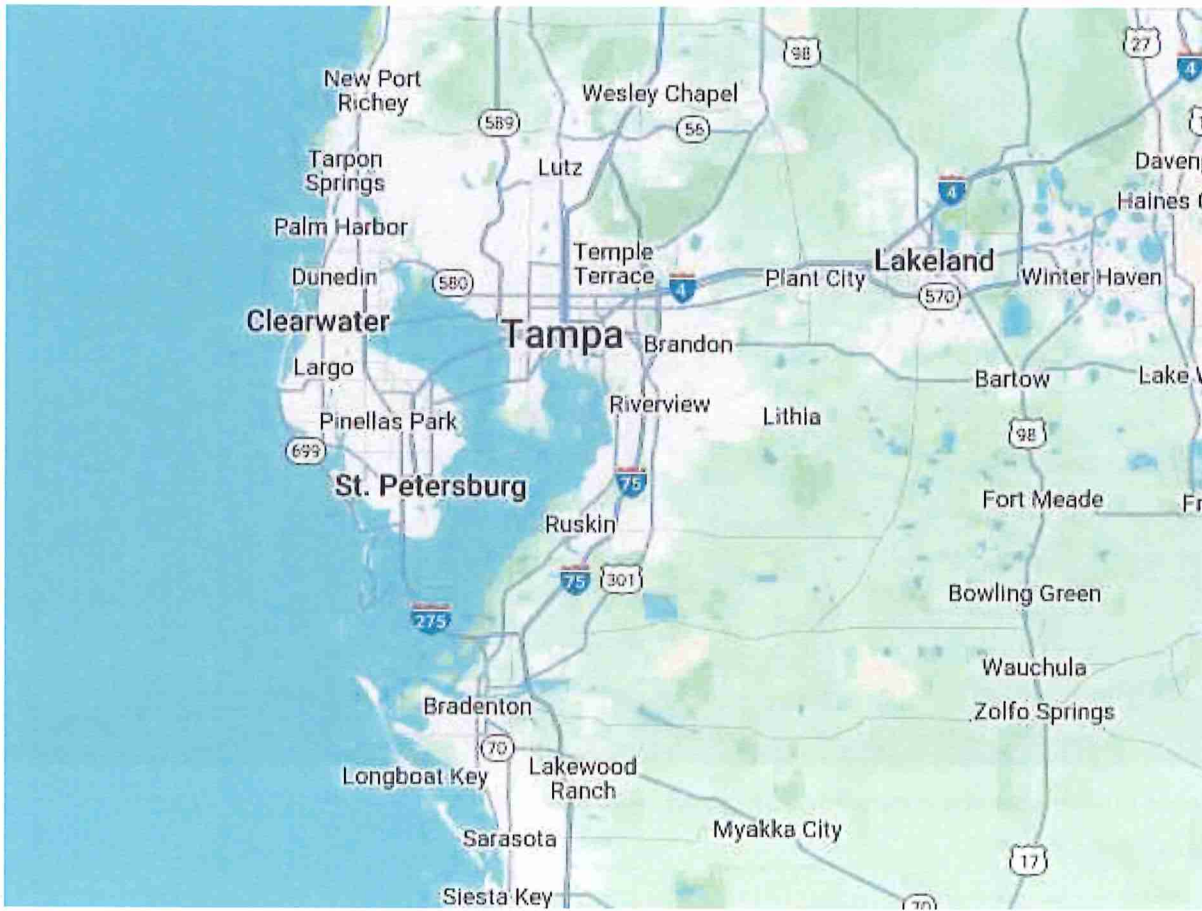 98
27
4
New Port
Richey
Wesley Chapel
589
56
Tarpon
Springs
Lutz
4
Palm Harbor
Temple
Terrace
Lakeland
Dunedin
580
4
Plant City
570
Winter Haven
Clearwater
Tampa
Brandon
Largo
Bartow
Lake
Pinellas Park
Riverview
Lithia
98
699
St. Petersburg
75
Fort Meade
Ruskin
75
301
Bowling Green
275
Wauchula
Bradenton
Zolfo Springs
70
Longboat Key
Lakewood
Ranch
Sarasota
Myakka City
17
Siesta Key
70